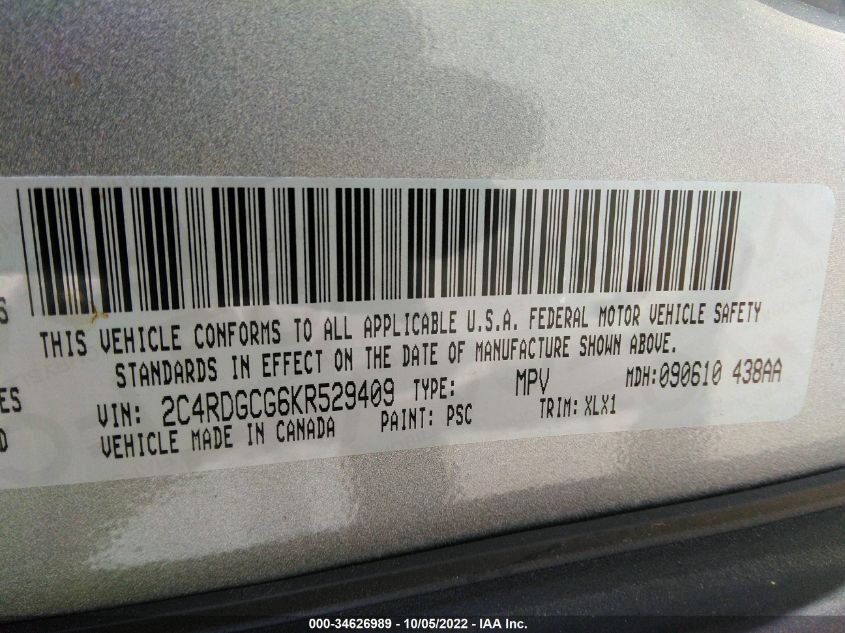 S
THIS VEHICLE CONFORMS TO ALL APPLICABLE U.S.A. FEDERAL MOTOR VEHICLE SAFETY
STANDARDS IN EFFECT ON THE DATE OF MANUFACTURE SHOWN ABOVE.
ES VIN: 2C4RDGCG6KR529409 TYPE: MPV MDH: 090610 438AA
D VEHICLE MADE IN CANADA PAINT: PSC TRIM: XLX1
000-34626989 - 10/05/2022 - IAA Inc.